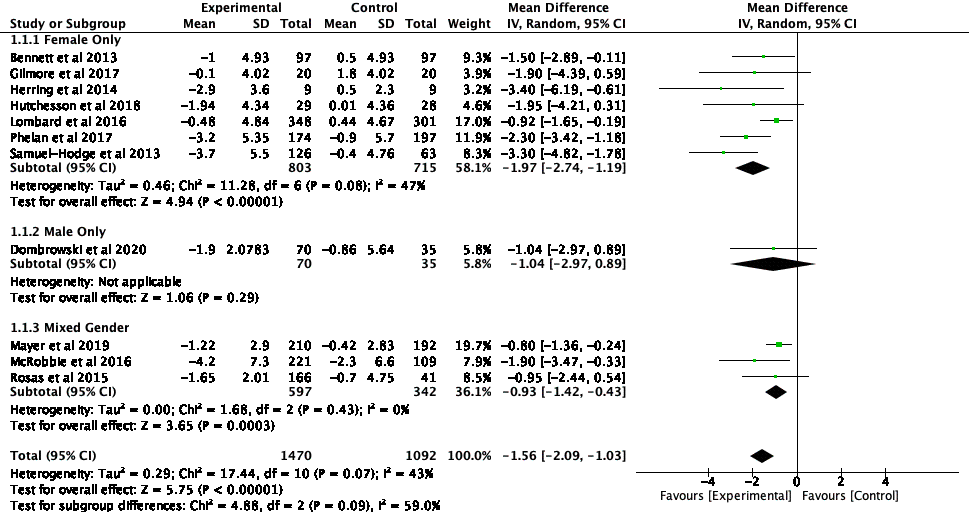 Experimental Control Mean Difference Mean Difference
Study or Subgroup Mean SD Total Mean SD Total Weight IV, Random, 95% CI IV, Random, 95% CI
1.1.1 Female Only
Bennett et al 2013 −1 4.93 97 0.5 4.93 97 9.3% −1.50 [−2.89, −0.11]
Gilmore et al 2017 −0.1 4.02 20 1.8 4.02 20 3.9% −1.90 [−4.39, 0.59]
Herring et al 2014 −2.9 3.6 9 0.5 2.3 9 3.2% −3.40 [−6.19, −0.61]
Hutchesson et al 2018 −1.94 4.34 29 0.01 4.36 28 4.6% −1.95 [−4.21, 0.31]
Lombard et al 2016 −0.48 4.84 348 0.44 4.67 301 17.0% −0.92 [−1.65, −0.19]
Phelan et al 2017 −3.2 5.35 174 −0.9 5.7 197 11.9% −2.30 [−3.42, −1.18]
Samuel−Hodge et al 2013 −3.7 5.5 126 −0.4 4.76 63 8.3% −3.30 [−4.82, −1.78]
Subtotal (95% CI) 803 715 58.1% −1.97 [−2.74, −1.19]
Heterogeneity: Tau² = 0.46; Chi² = 11.28, df = 6 (P = 0.08); I² = 47%
Test for overall effect: Z = 4.94 (P < 0.00001)
1.1.2 Male Only
Dombrowski et al 2020 −1.9 2.0783 70 −0.86 5.64 35 5.8% −1.04 [−2.97, 0.89]
Subtotal (95% CI) 70 35 5.8% −1.04 [−2.97, 0.89]
Heterogeneity: Not applicable
Test for overall effect: Z = 1.06 (P = 0.29)
1.1.3 Mixed Gender
Mayer et al 2019 −1.22 2.9 210 −0.42 2.83 192 19.7% −0.80 [−1.36, −0.24]
McRobbie et al 2016 −4.2 7.3 221 −2.3 6.6 109 7.9% −1.90 [−3.47, −0.33]
Rosas et al 2015 −1.65 2.01 166 −0.7 4.75 41 8.5% −0.95 [−2.44, 0.54]
Subtotal (95% CI) 597 342 36.1% −0.93 [−1.42, −0.43]
Heterogeneity: Tau² = 0.00; Chi² = 1.68, df = 2 (P = 0.43); I² = 0%
Test for overall effect: Z = 3.65 (P = 0.0003)
Total (95% CI) 1470 1092 100.0% −1.56 [−2.09, −1.03]
Heterogeneity: Tau² = 0.29; Chi² = 17.44, df = 10 (P = 0.07); I² = 43%
Test for overall effect: Z = 5.75 (P < 0.00001)
Test for subgroup differences: Chi² = 4.88, df = 2 (P = 0.09), I² = 59.0%
−4 −2 0 2 4
Favours [Experimental] Favours [Control]